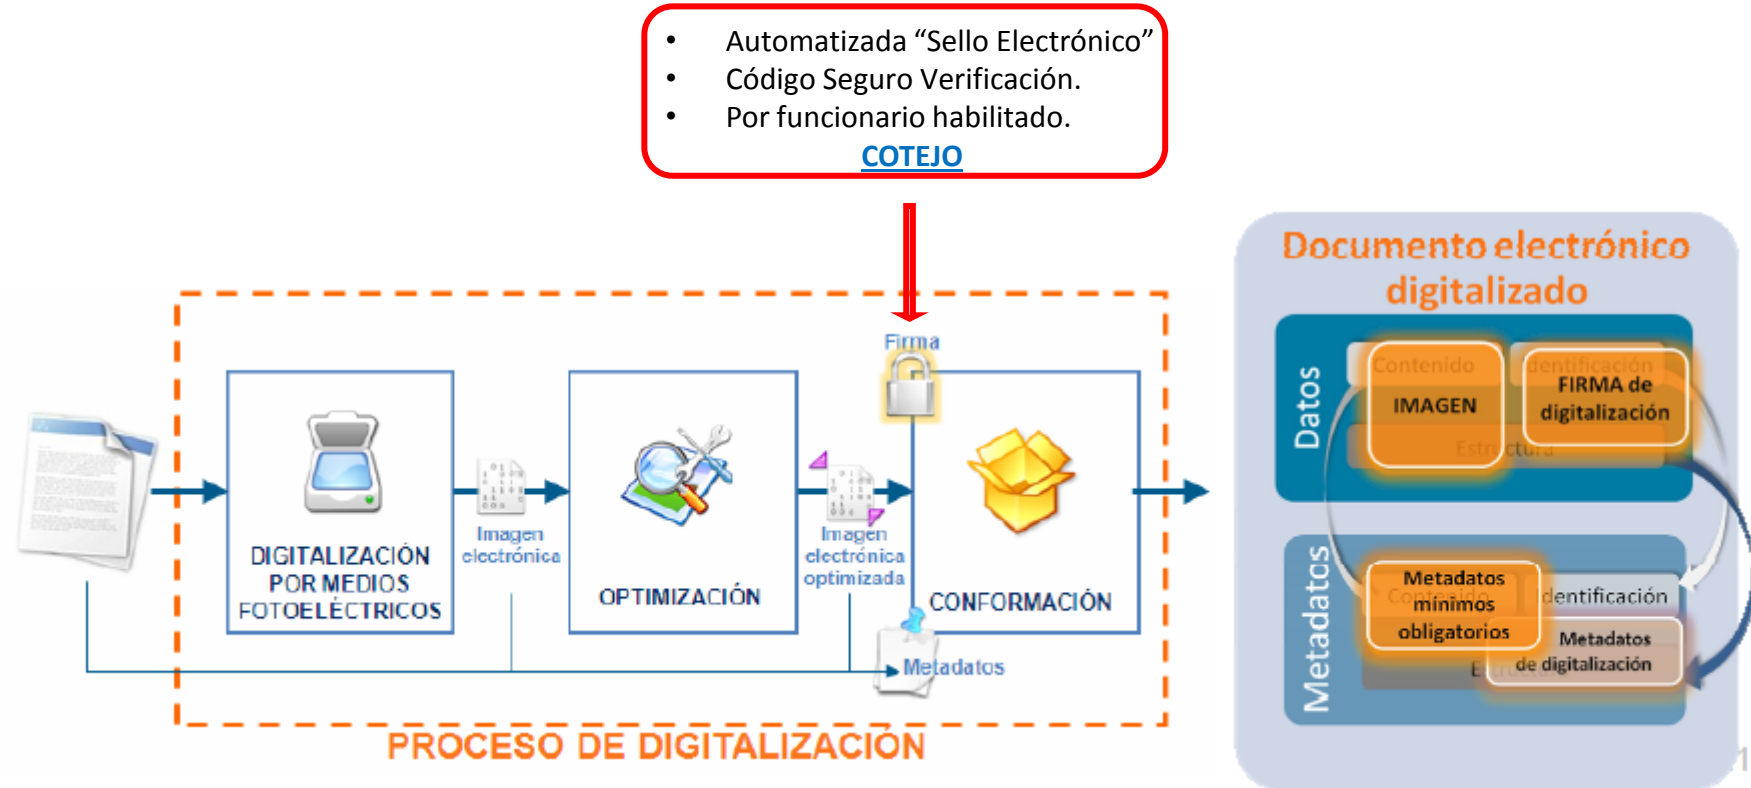 • Automatizada “Sello Electrónico”
• Código Seguro Verificación.
• Por funcionario habilitado.
COTEJO
Firma
DIGITALIZACIÓN
POR MEDIOS
FOTOELÉCTRICOS
Imagen
electrónica
OPTIMIZACIÓN
Imagen
electrónica
optimizada
CONFORMACIÓN
Metadatos
PROCESO DE DIGITALIZACIÓN
Documento electrónico
digitalizado
Datos
Contenido
Identificación
IMAGEN
FIRMA de
digitalización
Estructura
Metadatos
Metadatos
mínimos
obligatorios
Contenido
Identificación
Metadatos
de digitalización
1